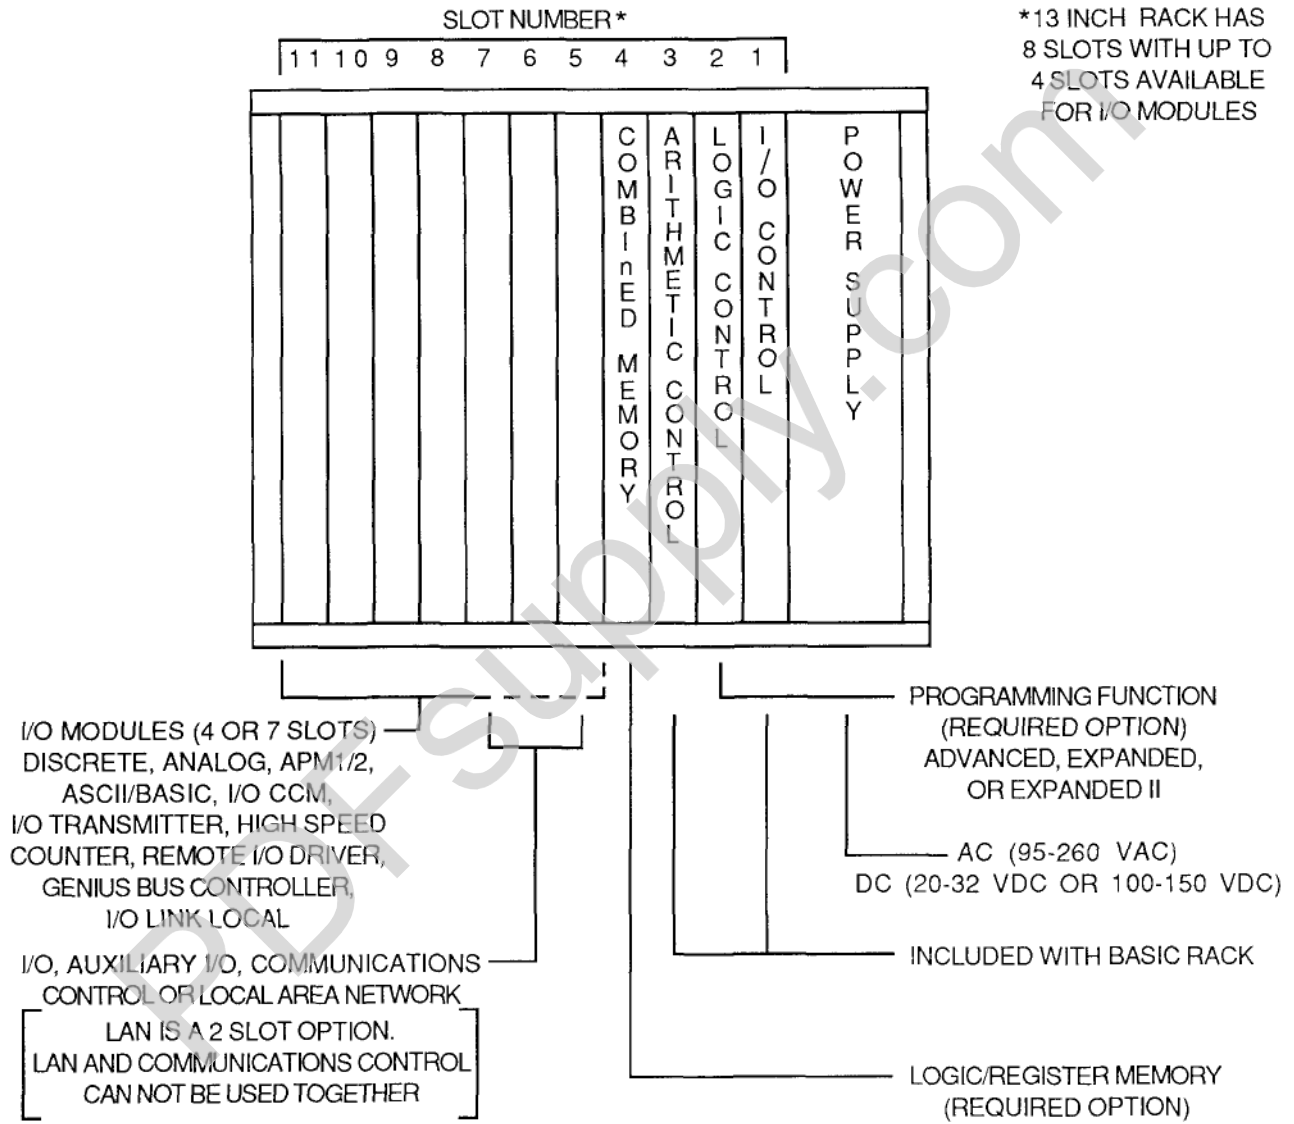 SLOT NUMBER *
*13 INCH RACK HAS
8 SLOTS WITH UP TO
4 SLOTS AVAILABLE
FOR I/O MODULES
11 10 9 8 7 6 5 4 3 2 1
COMBInED MEMORY
ARITHMETIC CONTROL
LOGIC CONTROL
I/O CONTROL
POWER SUPPLY
I/O MODULES (4 OR 7 SLOTS)
DISCRETE, ANALOG, APM1/2,
ASCII/BASIC, I/O CCM,
I/O TRANSMITTER, HIGH SPEED
COUNTER, REMOTE I/O DRIVER,
GENIUS BUS CONTROLLER,
I/O LINK LOCAL
I/O, AUXILIARY I/O, COMMUNICATIONS
CONTROL OR LOCAL AREA NETWORK
LAN IS A 2 SLOT OPTION.
LAN AND COMMUNICATIONS CONTROL
CAN NOT BE USED TOGETHER
PROGRAMMING FUNCTION
(REQUIRED OPTION)
ADVANCED, EXPANDED,
OR EXPANDED II
AC (95-260 VAC)
DC (20-32 VDC OR 100-150 VDC)
INCLUDED WITH BASIC RACK
LOGIC/REGISTER MEMORY
(REQUIRED OPTION)
PDFsupply.com